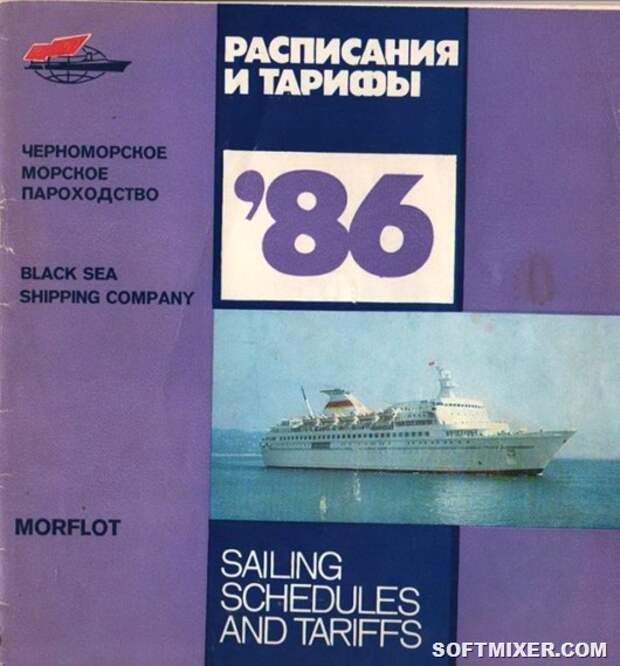 РАСПИСАНИЯ
И ТАРИФЫ
ЧЕРНОМОРСКОЕ
МОРСКОЕ
ПАРОХОДСТВО
'86
BLACK SEA
SHIPPING COMPANY
MORFLOT
SAILING
SCHEDULES
AND TARIFFS
SOFTMIXER.COM